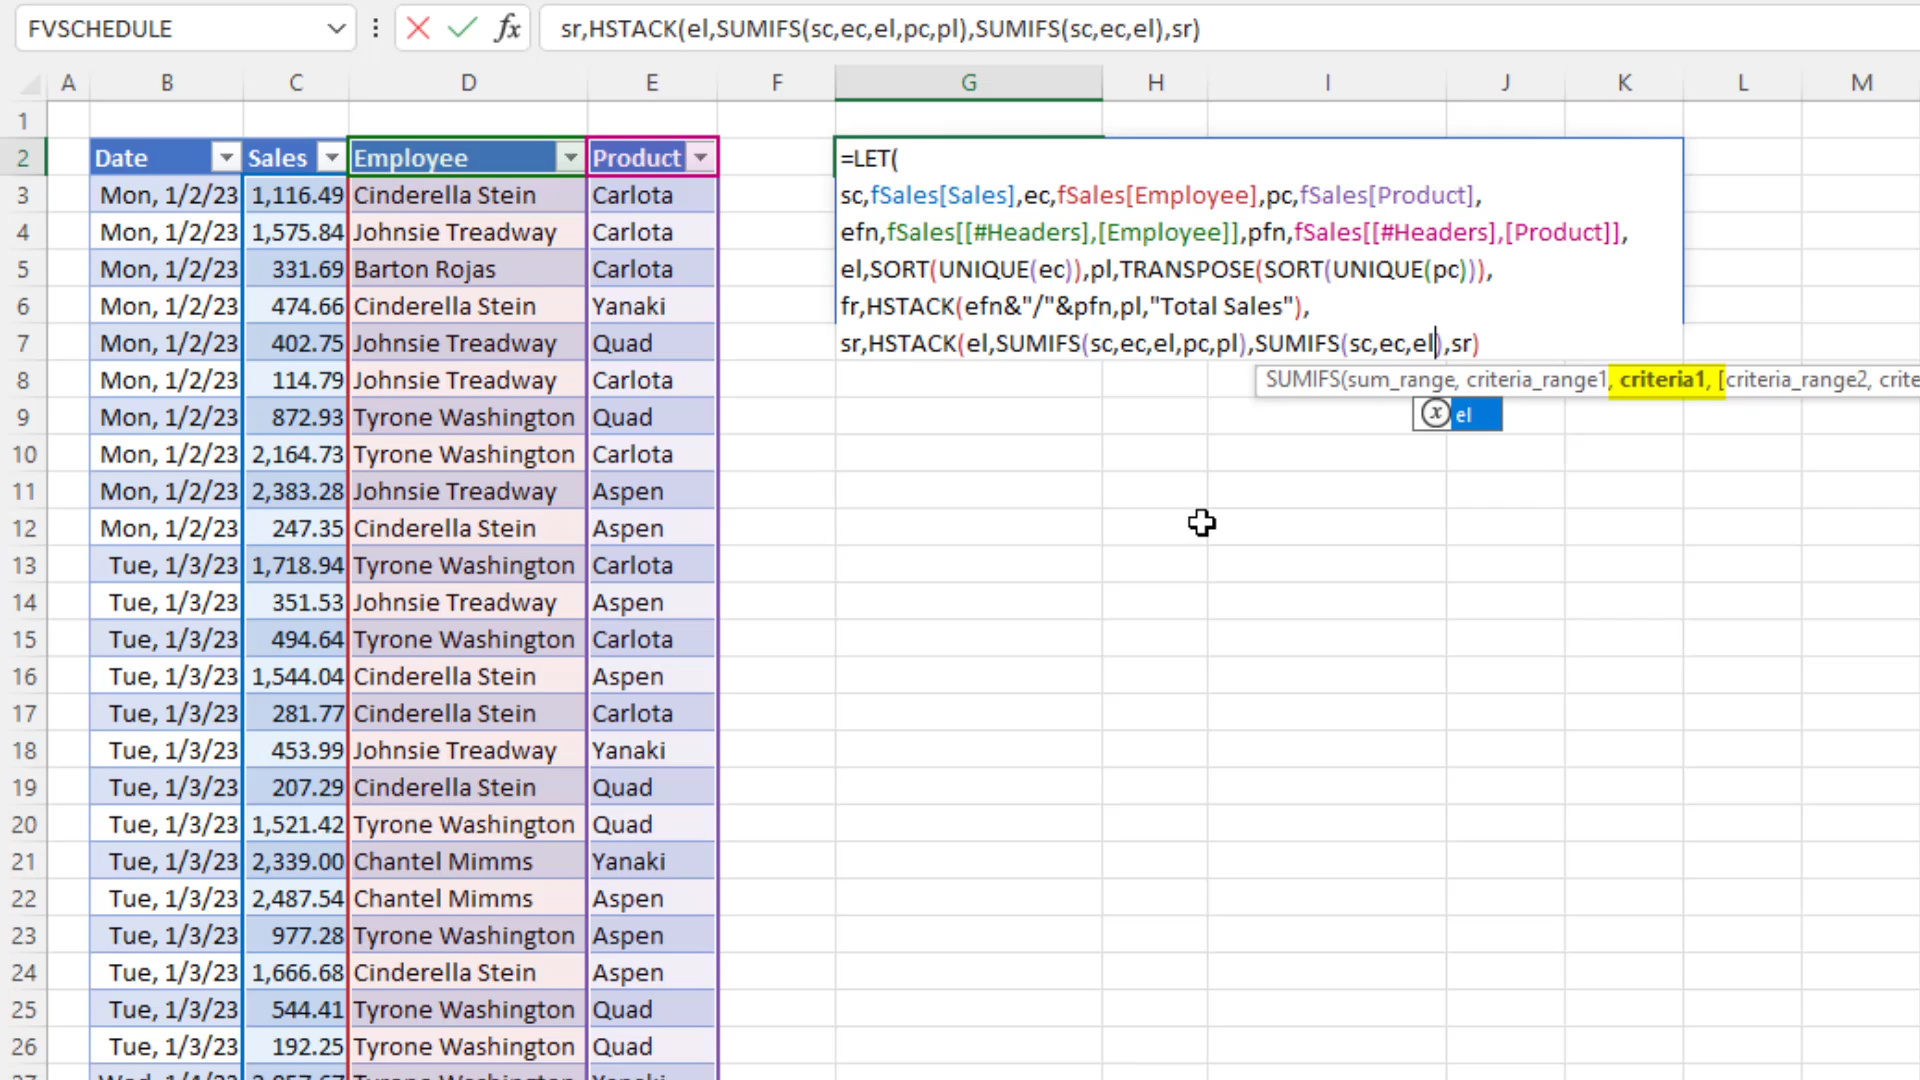 FVSCHEDULE
fx
sr,HSTACK(el,SUMIFS(sc,ec,el,pc,pl),SUMIFS(sc,ec,el),sr)
A B C D E F G H I J K L M
1
2 Date Sales Employee Product =LET(
3 Mon, 1/2/23 1,116.49 Cinderella Stein Carlota sc,fSales[Sales],ec,fSales[Employee],pc,fSales[Product],
4 Mon, 1/2/23 1,575.84 Johnsie Treadway Carlota efn,fSales[[#Headers],[Employee]],pfn,fSales[[#Headers],[Product]],
5 Mon, 1/2/23 331.69 Barton Rojas Carlota el,SORT(UNIQUE(ec)),pl,TRANSPOSE(SORT(UNIQUE(pc))),
6 Mon, 1/2/23 474.66 Cinderella Stein Yanaki fr,HSTACK(efn&"/"&pfn,pl,"Total Sales"),
7 Mon, 1/2/23 402.75 Johnsie Treadway Quad sr,HSTACK(el,SUMIFS(sc,ec,el,pc,pl),SUMIFS(sc,ec,el),sr)
8 Mon, 1/2/23 114.79 Johnsie Treadway Carlota SUMIFS(sum_range, criteria_range1, criteria1, [criteria_range2, crite
9 Mon, 1/2/23 872.93 Tyrone Washington Quad (x) el
10 Mon, 1/2/23 2,164.73 Tyrone Washington Carlota
11 Mon, 1/2/23 2,383.28 Johnsie Treadway Aspen
12 Mon, 1/2/23 247.35 Cinderella Stein Aspen
13 Tue, 1/3/23 1,718.94 Tyrone Washington Carlota
14 Tue, 1/3/23 351.53 Johnsie Treadway Aspen
15 Tue, 1/3/23 494.64 Tyrone Washington Carlota
16 Tue, 1/3/23 1,544.04 Cinderella Stein Aspen
17 Tue, 1/3/23 281.77 Cinderella Stein Carlota
18 Tue, 1/3/23 453.99 Johnsie Treadway Yanaki
19 Tue, 1/3/23 207.29 Cinderella Stein Quad
20 Tue, 1/3/23 1,521.42 Tyrone Washington Quad
21 Tue, 1/3/23 2,339.00 Chantel Mimms Yanaki
22 Tue, 1/3/23 2,487.54 Chantel Mimms Aspen
23 Tue, 1/3/23 977.28 Tyrone Washington Aspen
24 Tue, 1/3/23 1,666.68 Cinderella Stein Aspen
25 Tue, 1/3/23 544.41 Tyrone Washington Quad
26 Tue, 1/3/23 192.25 Tyrone Washington Quad